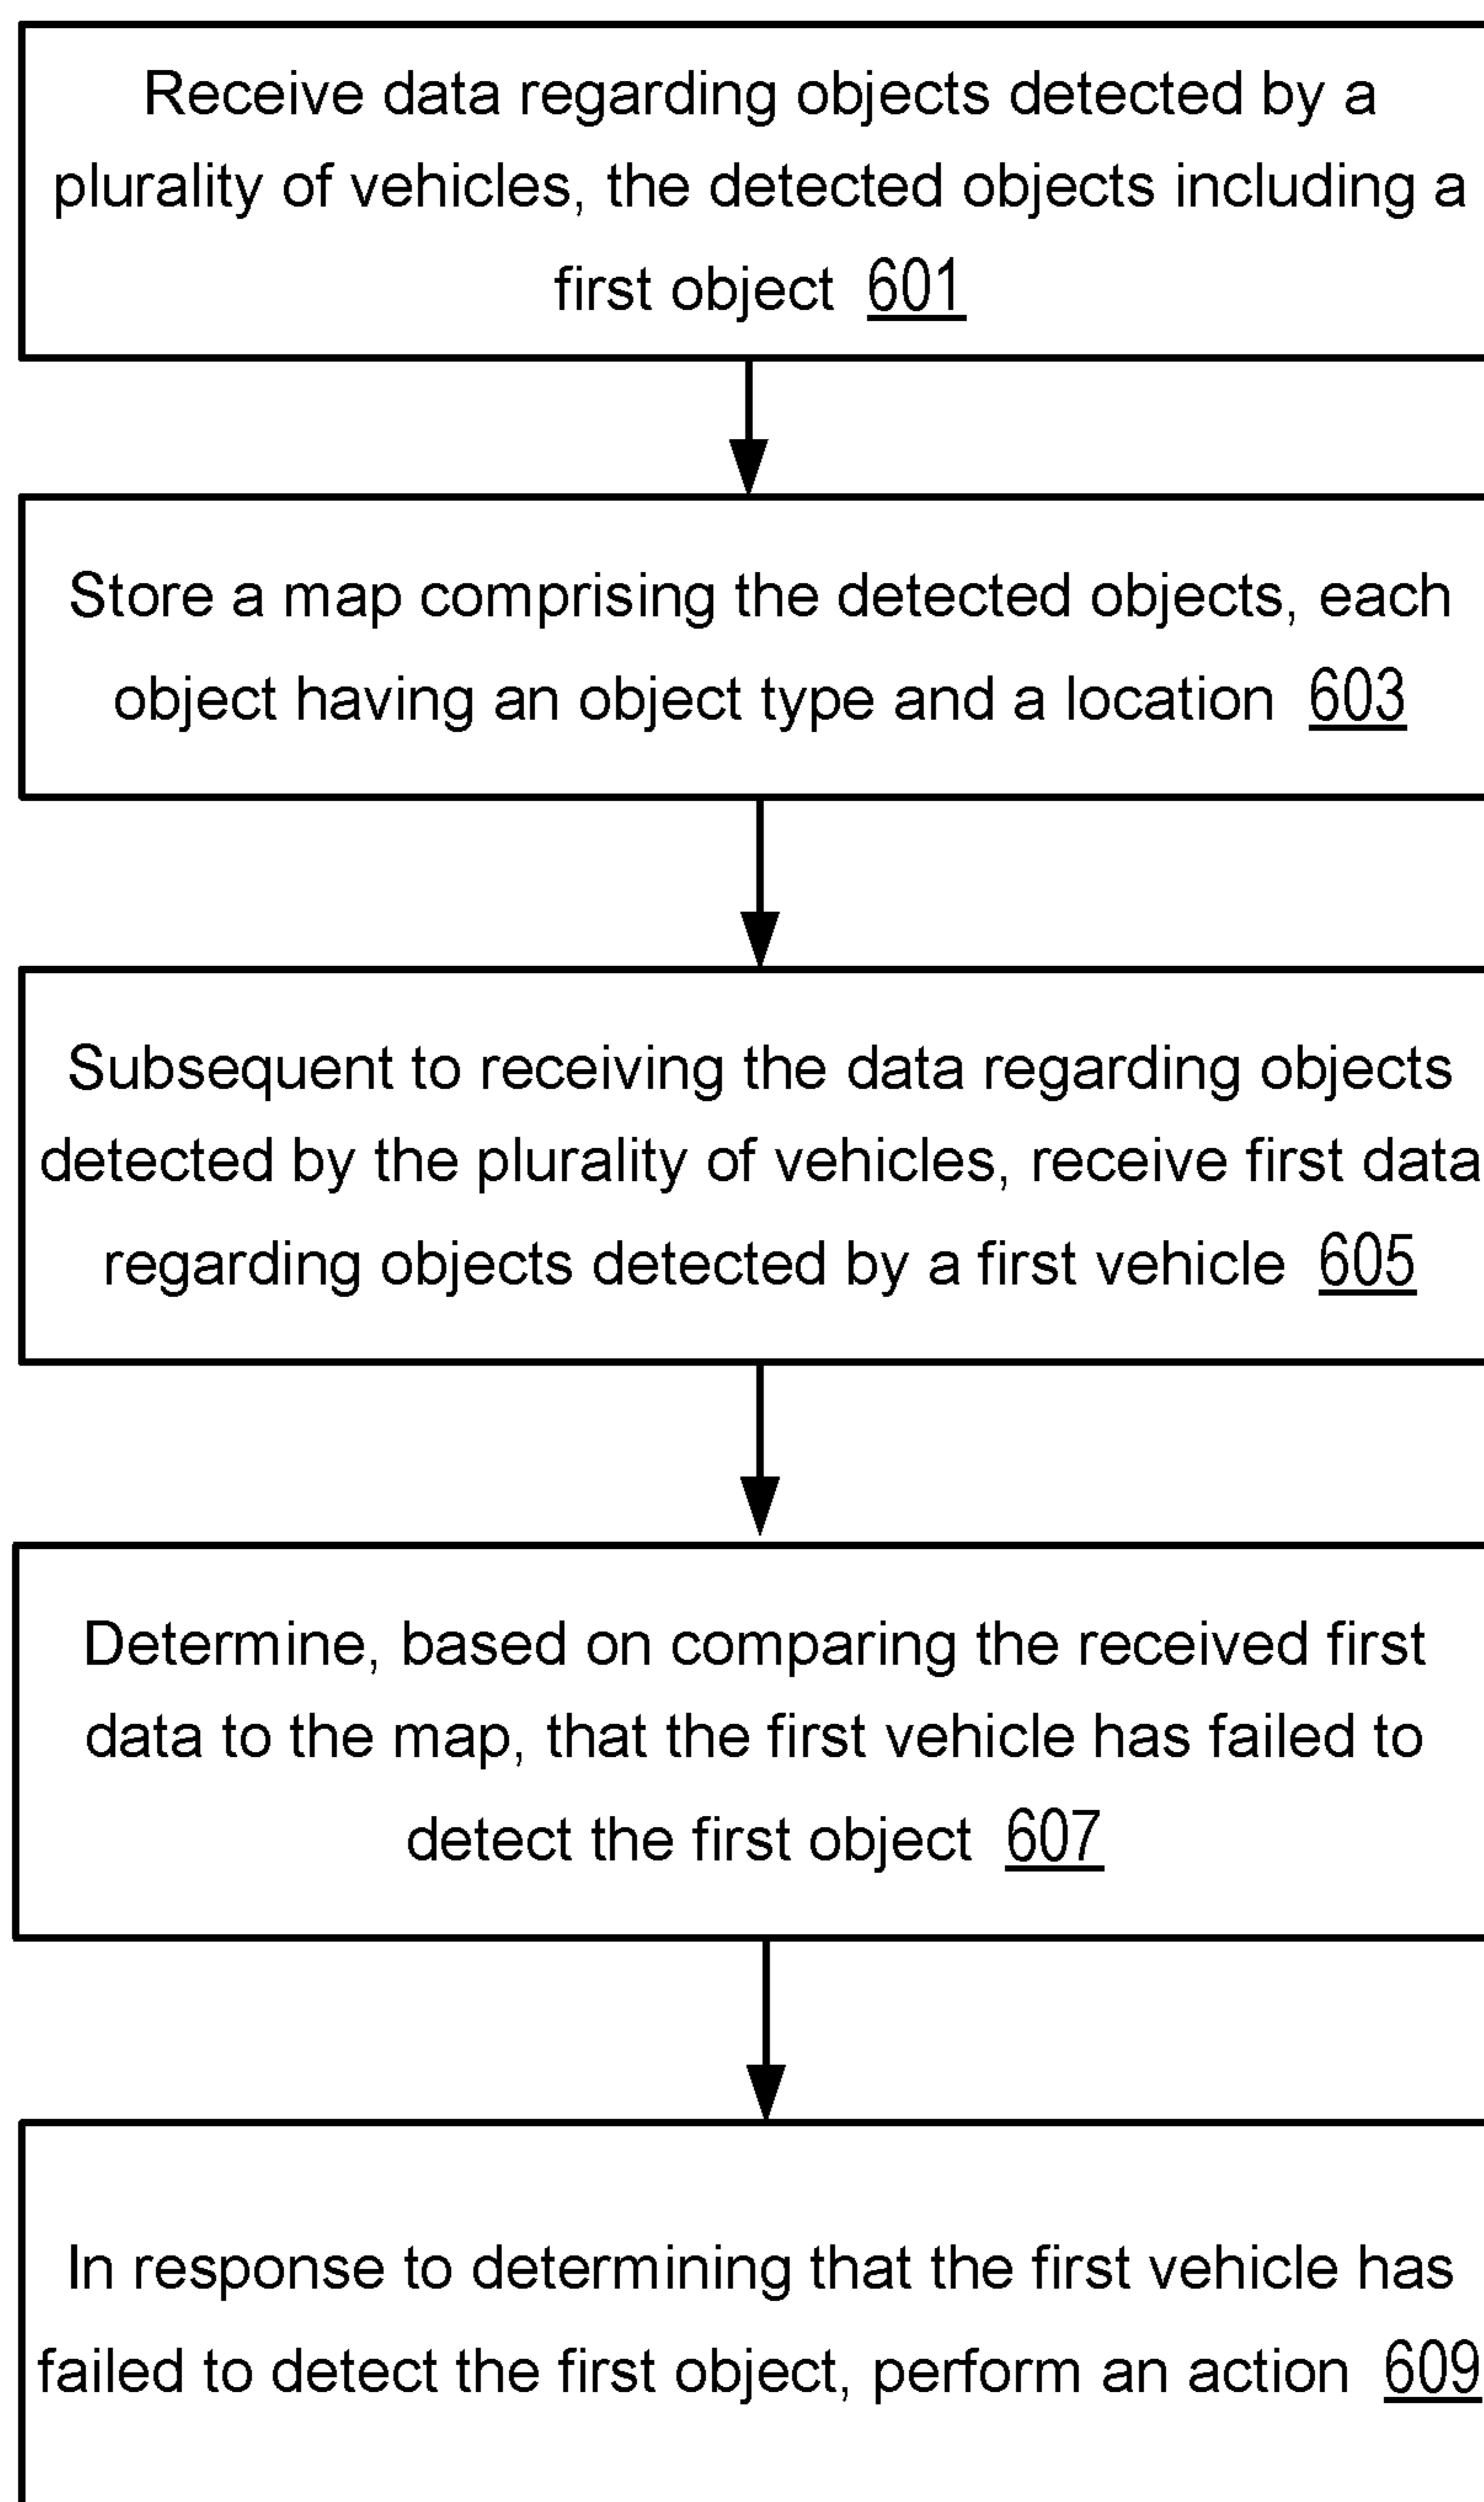 Receive data regarding objects detected by a
plurality of vehicles, the detected objects including a
first object 601
Store a map comprising the detected objects, each
object having an object type and a location 603
Subsequent to receiving the data regarding objects
detected by the plurality of vehicles, receive first data
regarding objects detected by a first vehicle 605
Determine, based on comparing the received first
data to the map, that the first vehicle has failed to
detect the first object 607
In response to determining that the first vehicle has
failed to detect the first object, perform an action 609